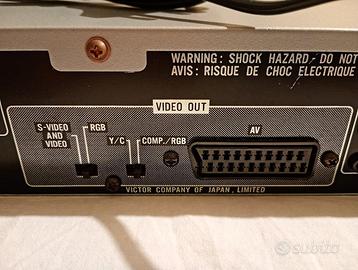 WARNING: SHOCK HAZARD - DO NOT
AVIS: RISQUE DE CHOC ELECTRIQUE
VIDEO OUT
S-VIDEO
AND
VIDEO
RGB
Y/C
COMP./RGB
AV
VICTOR COMPANY OF JAPAN, LIMITED
subito